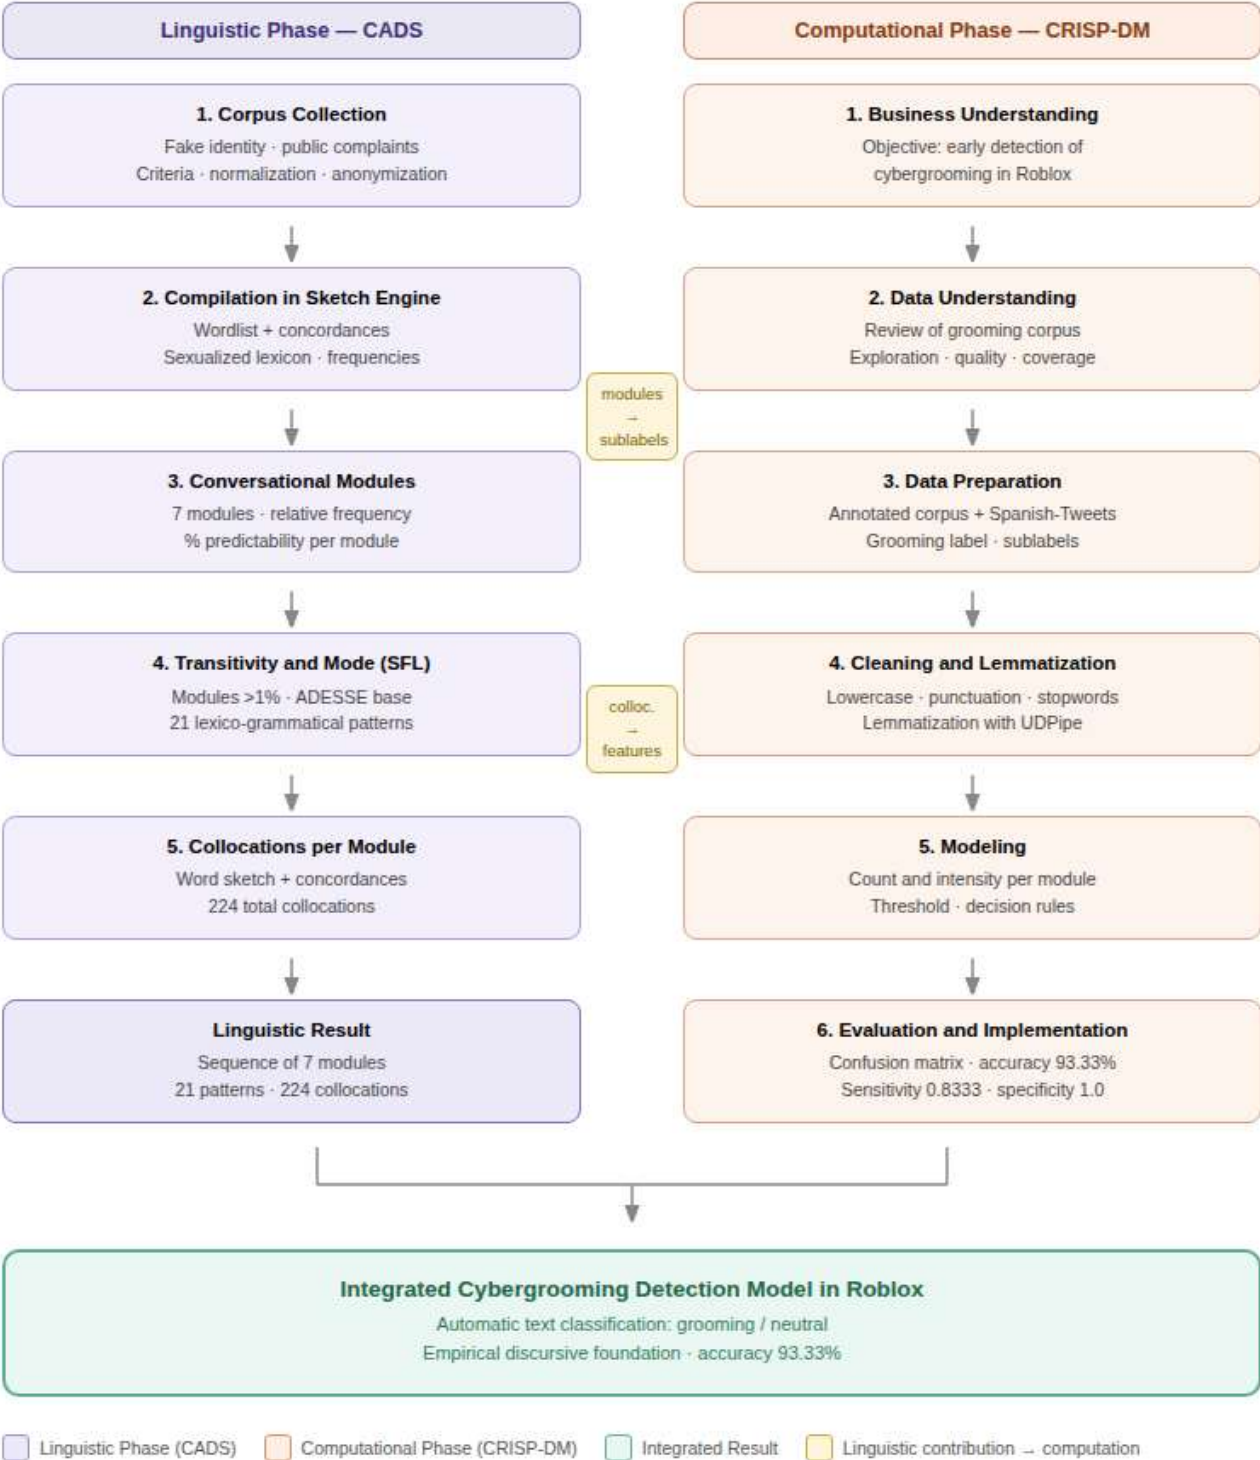 Linguistic Phase — CADS
1. Corpus Collection
Fake identity · public complaints
Criteria · normalization · anonymization
2. Compilation in Sketch Engine
Wordlist + concordances
Sexualized lexicon · frequencies
3. Conversational Modules
7 modules · relative frequency
% predictability per module
4. Transitivity and Mode (SFL)
Modules >1% · ADESSE base
21 lexico-grammatical patterns
5. Collocations per Module
Word sketch + concordances
224 total collocations
Linguistic Result
Sequence of 7 modules
21 patterns · 224 collocations
modules
→
sublabels
colloc.
→
features
Computational Phase — CRISP-DM
1. Business Understanding
Objective: early detection of
cybergrooming in Roblox
2. Data Understanding
Review of grooming corpus
Exploration · quality · coverage
3. Data Preparation
Annotated corpus + Spanish-Tweets
Grooming label · sublabels
4. Cleaning and Lemmatization
Lowercase · punctuation · stopwords
Lemmatization with UDPipe
5. Modeling
Count and intensity per module
Threshold · decision rules
6. Evaluation and Implementation
Confusion matrix · accuracy 93.33%
Sensitivity 0.8333 · specificity 1.0
Integrated Cybergrooming Detection Model in Roblox
Automatic text classification: grooming / neutral
Empirical discursive foundation · accuracy 93.33%
Linguistic Phase (CADS)
Computational Phase (CRISP-DM)
Integrated Result
Linguistic contribution → computation